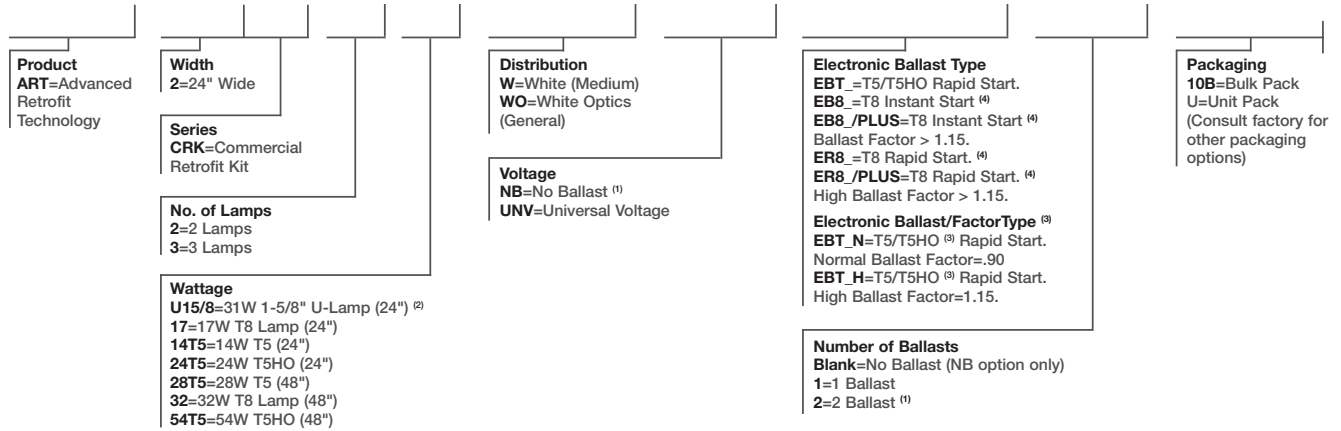 Product
ART=Advanced
Retrofit
Technology
Width
2=24" Wide
Series
CRK=Commercial
Retrofit Kit
No. of Lamps
2=2 Lamps
3=3 Lamps
Wattage
U15/8=31W 1-5/8" U-Lamp (24") (2)
17=17W T8 Lamp (24")
14T5=14W T5 (24")
24T5=24W T5HO (24")
28T5=28W T5 (48")
32=32W T8 Lamp (48")
54T5=54W T5HO (48")
Distribution
W=White (Medium)
WO=White Optics
(General)
Voltage
NB=No Ballast (1)
UNV=Universal Voltage
Electronic Ballast Type
EBT_=T5/T5HO Rapid Start.
EB8_=T8 Instant Start (4)
EB8_/PLUS=T8 Instant Start (4)
Ballast Factor > 1.15.
ER8_=T8 Rapid Start. (4)
ER8_/PLUS=T8 Rapid Start. (4)
High Ballast Factor > 1.15.
Electronic Ballast/FactorType (3)
EBT_N=T5/T5HO (3) Rapid Start.
Normal Ballast Factor=.90
EBT_H=T5/T5HO (3) Rapid Start.
High Ballast Factor=1.15.
Number of Ballasts
Blank=No Ballast (NB option only)
1=1 Ballast
2=2 Ballast (1)
Packaging
10B=Bulk Pack
U=Unit Pack
(Consult factory for
other packaging
options)